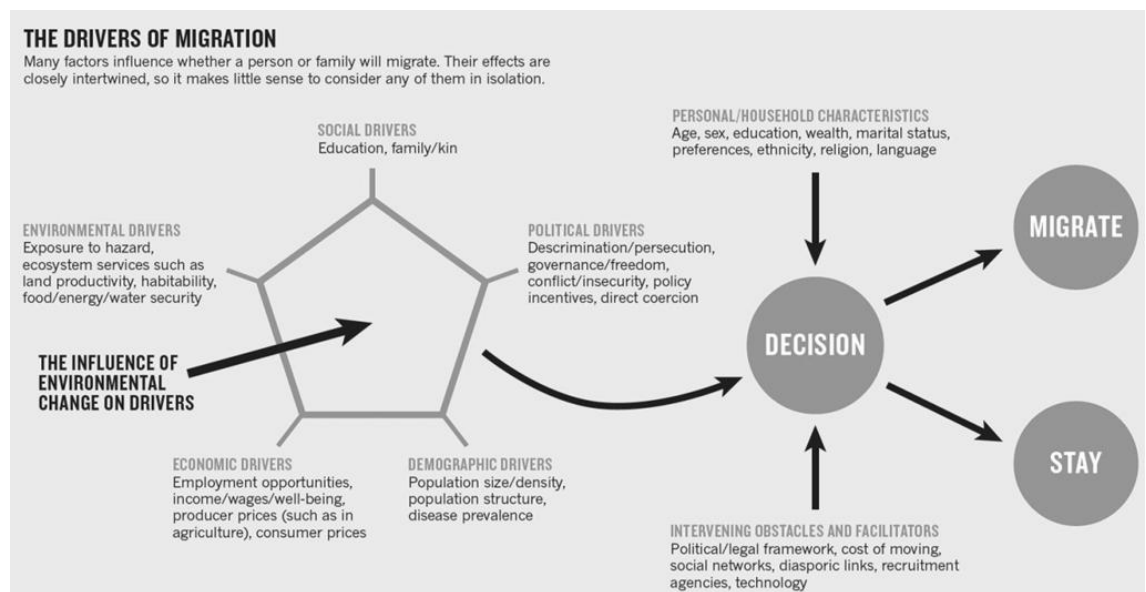 THE DRIVERS OF MIGRATION
Many factors influence whether a person or family will migrate. Their effects are
closely intertwined, so it makes little sense to consider any of them in isolation.
SOCIAL DRIVERS
Education, family/kin
ENVIRONMENTAL DRIVERS
Exposure to hazard,
ecosystem services such as
land productivity, habitability,
food/energy/water security
POLITICAL DRIVERS
Descrimination/persecution,
governance/freedom,
conflict/insecurity, policy
incentives, direct coercion
THE INFLUENCE OF
ENVIRONMENTAL
CHANGE ON DRIVERS
ECONOMIC DRIVERS
Employment opportunities,
income/wages/well-being,
producer prices (such as in
agriculture), consumer prices
DEMOGRAPHIC DRIVERS
Population size/density,
population structure,
disease prevalence
PERSONAL/HOUSEHOLD CHARACTERISTICS
Age, sex, education, wealth, marital status,
preferences, ethnicity, religion, language
DECISION
INTERVENING OBSTACLES AND FACILITATORS
Political/legal framework, cost of moving,
social networks, diasporic links, recruitment
agencies, technology
MIGRATE
STAY